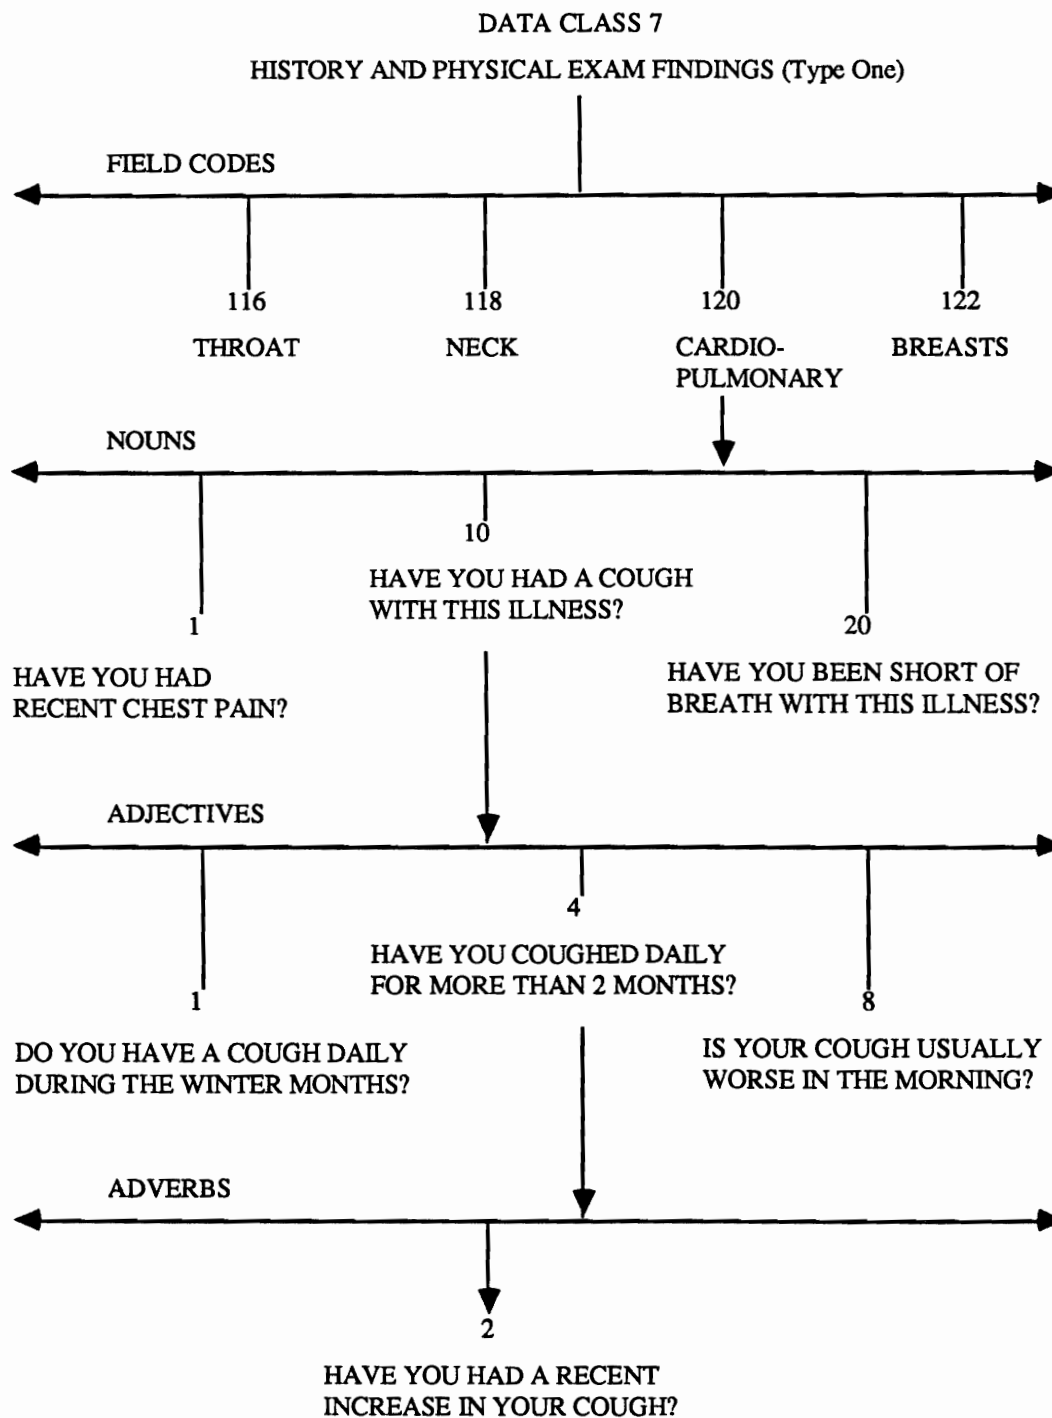 DATA CLASS 7
HISTORY AND PHYSICAL EXAM FINDINGS (Type One)
FIELD CODES
116 118 120 122
THROAT NECK CARDIO- BREASTS
PULMONARY
NOUNS
10
HAVE YOU HAD A COUGH
WITH THIS ILLNESS?
1 20
HAVE YOU HAD
RECENT CHEST PAIN?
HAVE YOU BEEN SHORT OF
BREATH WITH THIS ILLNESS?
ADJECTIVES
4
HAVE YOU COUGHED DAILY
FOR MORE THAN 2 MONTHS?
1 8
DO YOU HAVE A COUGH DAILY
DURING THE WINTER MONTHS?
IS YOUR COUGH USUALLY
WORSE IN THE MORNING?
ADVERBS
2
HAVE YOU HAD A RECENT
INCREASE IN YOUR COUGH?